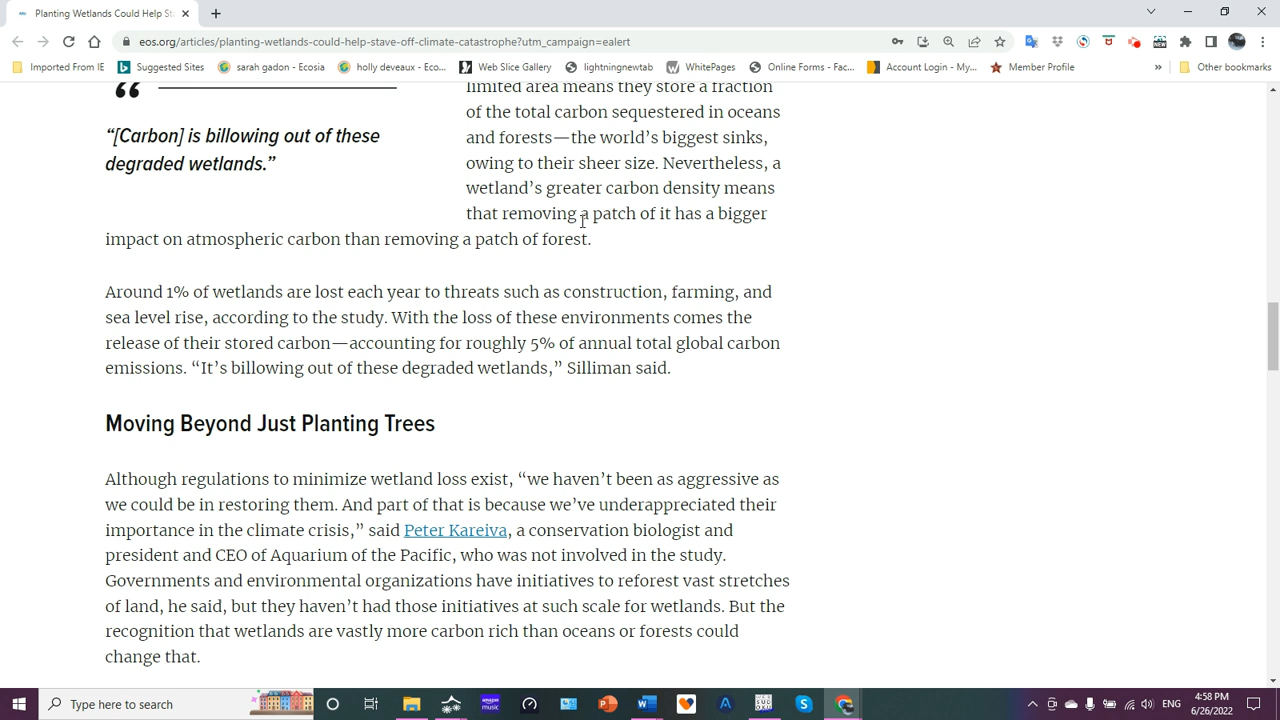 Planting Wetlands Could Help Sta
eos.org/articles/planting-wetlands-could-help-stave-off-climate-catastrophe?utm_campaign=ealert
Imported From IE
Suggested Sites
sarah gadon - Ecosia
holly deveaux - Eco...
Web Slice Gallery
lightningnewtab
WhitePages
Online Forms - Fac...
Account Login - My...
Member Profile
»
Other bookmarks
“
“[Carbon] is billowing out of these
degraded wetlands.”
limited area means they store a fraction
of the total carbon sequestered in oceans
and forests—the world’s biggest sinks,
owing to their sheer size. Nevertheless, a
wetland’s greater carbon density means
that removing a patch of it has a bigger
impact on atmospheric carbon than removing a patch of forest.
Around 1% of wetlands are lost each year to threats such as construction, farming, and
sea level rise, according to the study. With the loss of these environments comes the
release of their stored carbon—accounting for roughly 5% of annual total global carbon
emissions. “It’s billowing out of these degraded wetlands,” Silliman said.
Moving Beyond Just Planting Trees
Although regulations to minimize wetland loss exist, “we haven’t been as aggressive as
we could be in restoring them. And part of that is because we’ve underappreciated their
importance in the climate crisis,” said Peter Kareiva, a conservation biologist and
president and CEO of Aquarium of the Pacific, who was not involved in the study.
Governments and environmental organizations have initiatives to reforest vast stretches
of land, he said, but they haven’t had those initiatives at such scale for wetlands. But the
recognition that wetlands are vastly more carbon rich than oceans or forests could
change that.
Type here to search
ENG
4:58 PM
6/26/2022